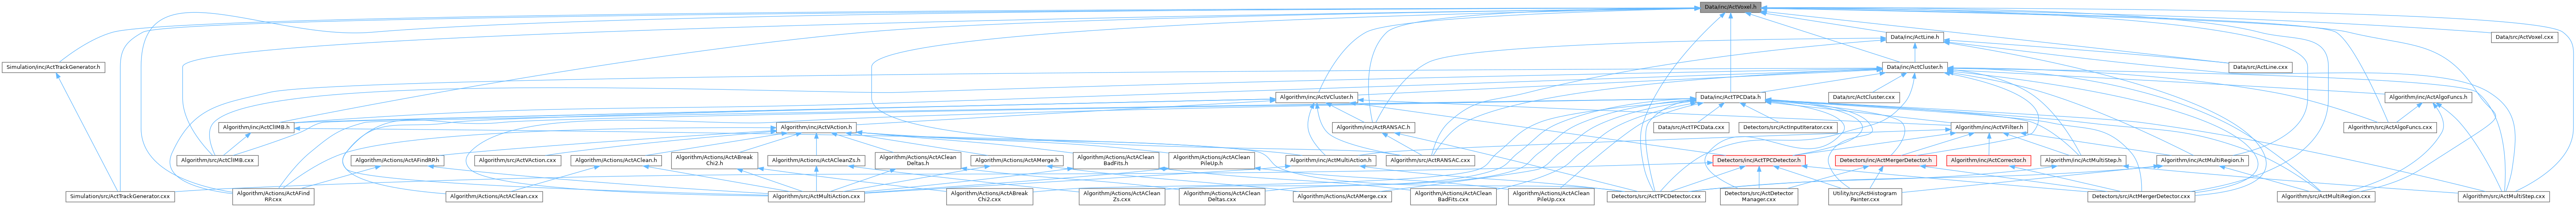 Data/inc/ActVoxel.h
Data/inc/ActLine.h
Data/src/ActVoxel.cxx
Simulation/inc/ActTrackGenerator.h
Data/inc/ActCluster.h
Data/src/ActLine.cxx
Algorithm/inc/ActVCluster.h
Data/inc/ActTPCData.h
Data/src/ActCluster.cxx
Algorithm/inc/ActAlgoFuncs.h
Algorithm/inc/ActCIIMB.h
Algorithm/inc/ActVAction.h
Algorithm/inc/ActRANSAC.h
Data/src/ActTPCData.cxx
Detectors/src/ActInputIterator.cxx
Algorithm/inc/ActVFilter.h
Algorithm/src/ActAlgoFuncs.cxx
Algorithm/src/ActCIIMB.cxx
Algorithm/Actions/ActAFindRP.h
Algorithm/src/ActVAction.cxx
Algorithm/Actions/ActAClean.h
Algorithm/Actions/ActABreak
Chi2.h
Algorithm/Actions/ActACleanZs.h
Algorithm/Actions/ActAClean
Deltas.h
Algorithm/Actions/ActAMerge.h
Algorithm/Actions/ActAClean
BadFits.h
Algorithm/Actions/ActAClean
PileUp.h
Algorithm/inc/ActMultiAction.h
Algorithm/src/ActRANSAC.cxx
Detectors/inc/ActTPCDetector.h
Detectors/inc/ActMergerDetector.h
Algorithm/inc/ActCorrector.h
Algorithm/inc/ActMultiStep.h
Algorithm/inc/ActMultiRegion.h
Simulation/src/ActTrackGenerator.cxx
Algorithm/Actions/ActAFind
RP.cxx
Algorithm/Actions/ActAClean.cxx
Algorithm/src/ActMultiAction.cxx
Algorithm/Actions/ActABreak
Chi2.cxx
Algorithm/Actions/ActAClean
Zs.cxx
Algorithm/Actions/ActAClean
Deltas.cxx
Algorithm/Actions/ActAMerge.cxx
Algorithm/Actions/ActAClean
BadFits.cxx
Algorithm/Actions/ActAClean
PileUp.cxx
Detectors/src/ActTPCDetector.cxx
Detectors/src/ActDetector
Manager.cxx
Utility/src/ActHistogram
Painter.cxx
Detectors/src/ActMergerDetector.cxx
Algorithm/src/ActMultiRegion.cxx
Algorithm/src/ActMultiStep.cxx